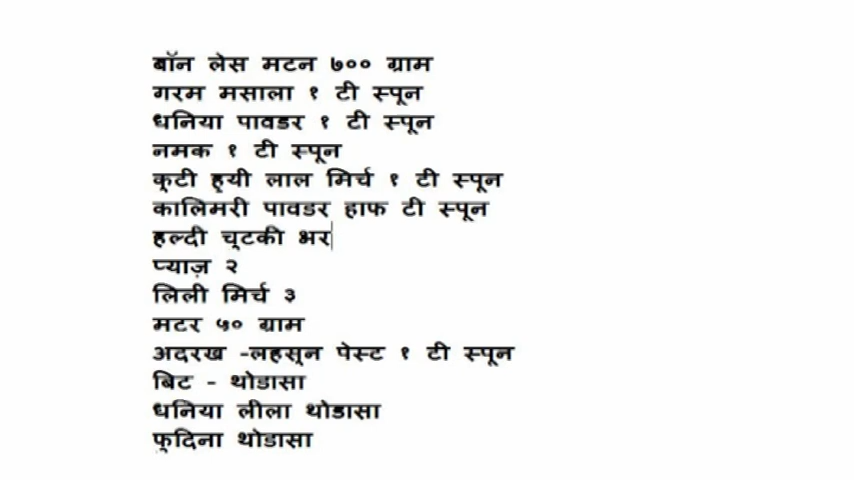 बॉन लेस मटन ७०० ग्राम
गरम मसाला १ टी स्पून
धनिया पावडर १ टी स्पून
नमक १ टी स्पून
कूटी हूयी लाल मिर्च १ टी स्पून
कालिमरी पावडर हाफ टी स्पून
हल्दी चूटकी भर
प्याज़ २
लिली मिर्च ३
मटर ५० ग्राम
अदरख -लहसून पेस्ट १ टी स्पून
बिट - थोडासा
धनिया लीला थोडासा
फूदिना थोडासा